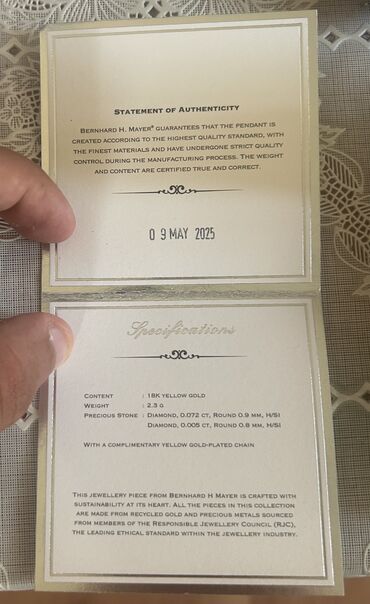 STATEMENT OF AUTHENTICITY
BERNHARD H. MAYER® GUARANTEES THAT THE PENDANT IS
CREATED ACCORDING TO THE HIGHEST QUALITY STANDARD, WITH
THE FINEST MATERIALS AND HAVE UNDERGONE STRICT QUALITY
CONTROL DURING THE MANUFACTURING PROCESS. THE WEIGHT
AND CONTENT ARE CERTIFIED TRUE AND CORRECT.
09 MAY 2025
Specifications
CONTENT : 18K YELLOW GOLD
WEIGHT : 2.3 G
PRECIOUS STONE : DIAMOND, 0.072 CT, ROUND 0.9 MM, H/SI
DIAMOND, 0.005 CT, ROUND 0.8 MM, H/SI
WITH A COMPLIMENTARY YELLOW GOLD-PLATED CHAIN
THIS JEWELLERY PIECE FROM BERNHARD H MAYER IS CRAFTED WITH
SUSTAINABILITY AT ITS HEART. ALL THE PIECES IN THIS COLLECTION
ARE MADE FROM RECYCLED GOLD AND PRECIOUS METALS SOURCED
FROM MEMBERS OF THE RESPONSIBLE JEWELLERY COUNCIL (RJC),
THE LEADING ETHICAL STANDARD WITHIN THE JEWELLERY INDUSTRY.